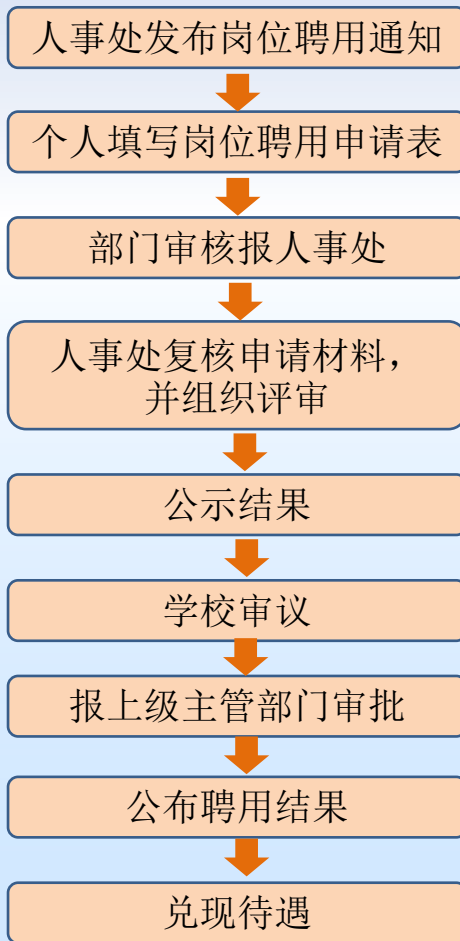 人事处发布岗位聘用通知
个人填写岗位聘用申请表
部门审核报人事处
人事处复核申请材料，
并组织评审
公示结果
学校审议
报上级主管部门审批
公布聘用结果
兑现待遇